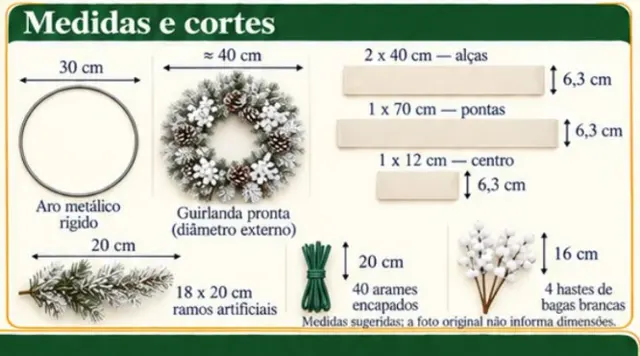 Medidas e cortes
30 cm
Aro metálico
rigido
≈ 40 cm
Guirlanda pronta
(diâmetro externo)
2 x 40 cm — alças
6,3 cm
1 x 70 cm — pontas
6,3 cm
1 x 12 cm — centro
6,3 cm
20 cm
18 x 20 cm
ramos artificiais
20 cm
40 arames
encapados
16 cm
4 hastes de
bagas brancas
Medidas sugeridas; a foto original não informa dimensões.